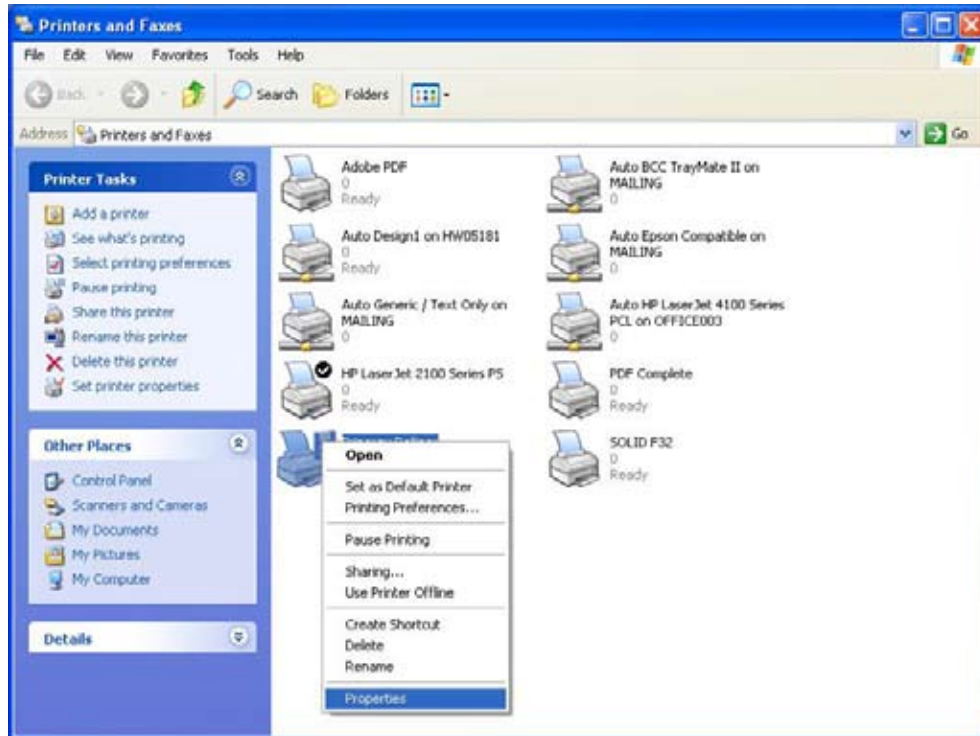 Printers and Faxes
File Edit View Favorites Tools Help
Back Search Folders
Address Printers and Faxes Go
Printer Tasks
Add a printer
See what's printing
Select printing preferences
Pause printing
Share this printer
Rename this printer
Delete this printer
Set printer properties
Other Places
Control Panel
Scanners and Cameras
My Documents
My Pictures
My Computer
Details
Adobe PDF
0
Ready
Auto BCC TrayMate II on
MAILING
0
Auto Design1 on HW05181
0
Ready
Auto Epson Compatible on
MAILING
0
Auto Generic / Text Only on
MAILING
0
Auto HP LaserJet 4100 Series
PCL on OFFICE003
0
HP LaserJet 2100 Series PS
0
Ready
PDF Complete
0
Ready
SOLID F32
0
Ready
Open
Set as Default Printer
Printing Preferences...
Pause Printing
Sharing...
Use Printer Offline
Create Shortcut
Delete
Rename
Properties